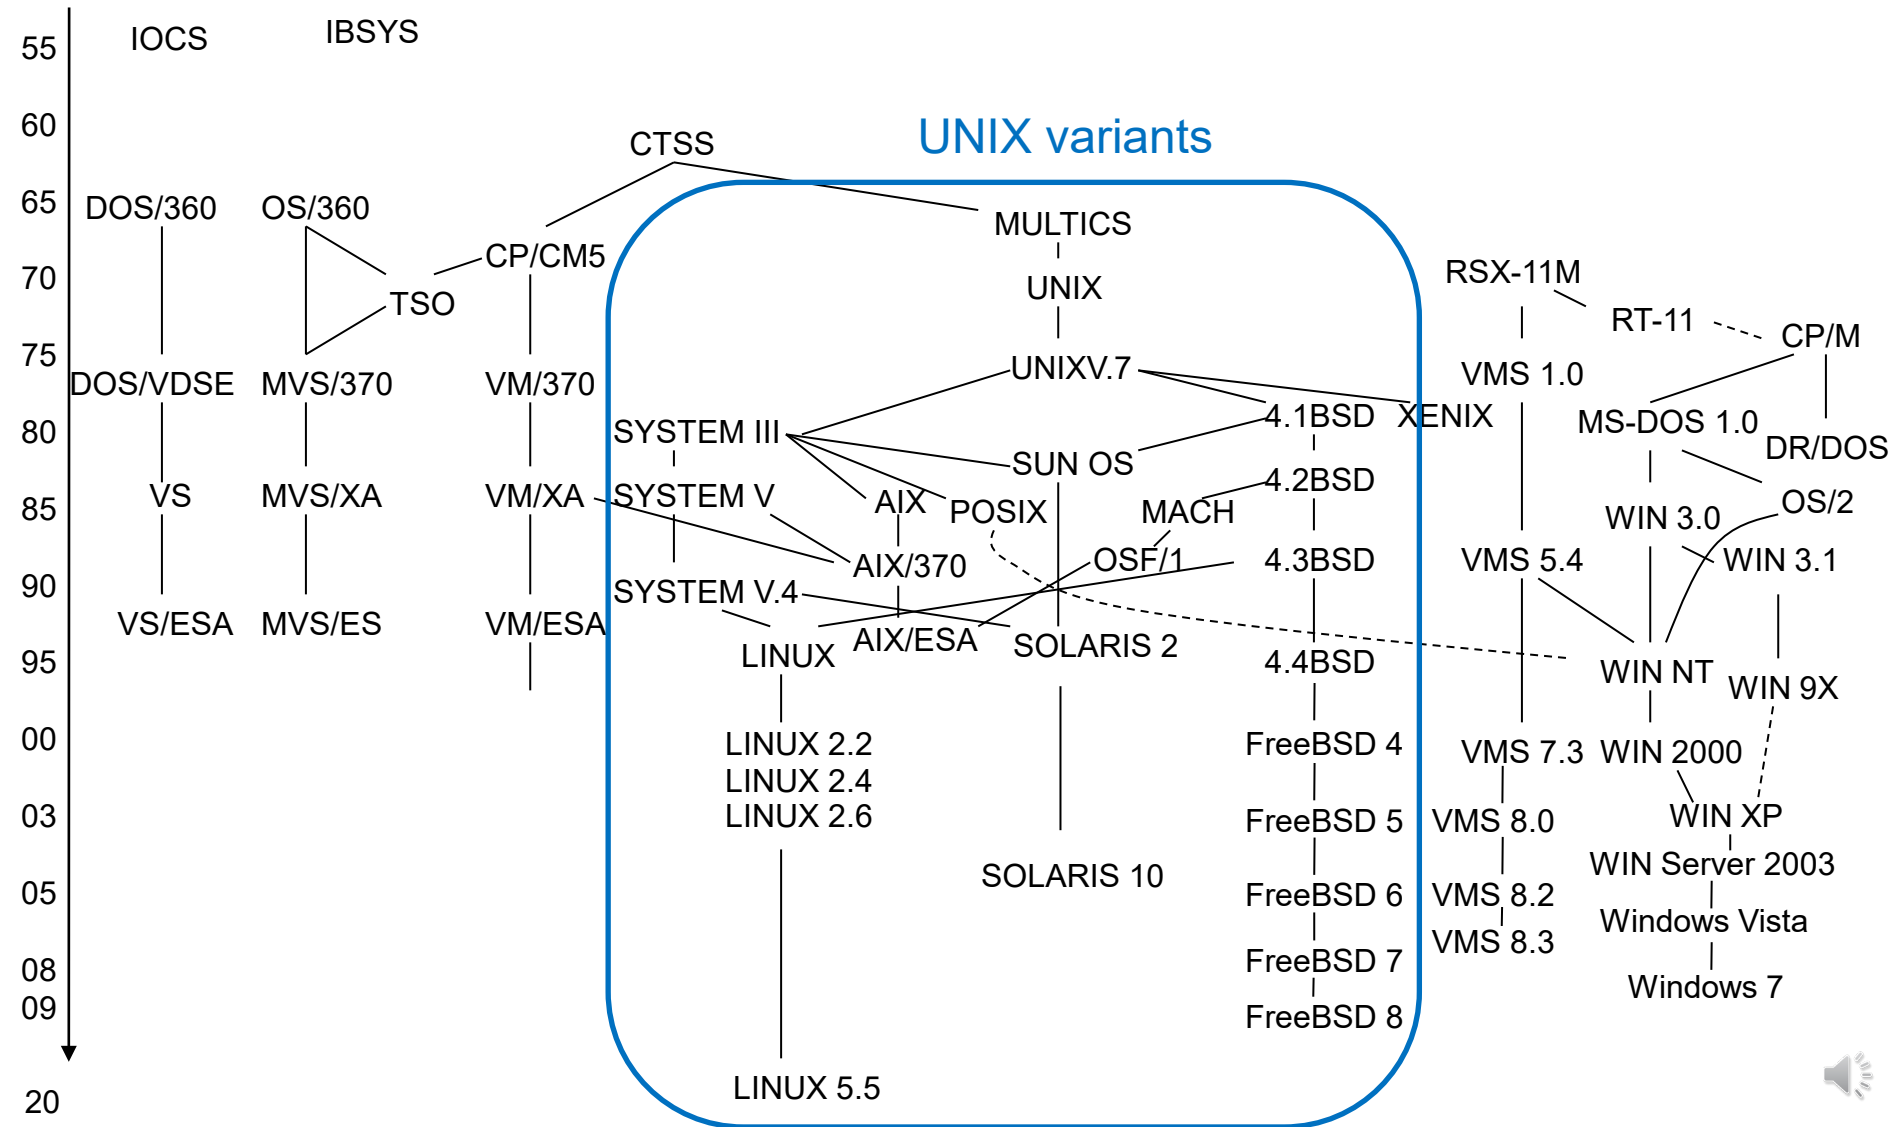 55 IOCS IBSYS
60 CTSS UNIX variants
65 DOS/360 OS/360 MULTICS
CP/CM5
70 TSO UNIX RSX-11M
RT-11 CP/M
75 DOS/VDSE MVS/370 VM/370 UNIXV.7 VMS 1.0
80 SYSTEM III 4.1BSD XENIX MS-DOS 1.0 DR/DOS
SUN OS 4.2BSD
85 VS MVS/XA VM/XA SYSTEM V AIX POSIX MACH WIN 3.0 OS/2
AIX/370 OSF/1 4.3BSD VMS 5.4 WIN 3.1
90 SYSTEM V.4
VS/ESA MVS/ES VM/ESA AIX/ESA SOLARIS 2
95 LINUX 4.4BSD WIN NT WIN 9X
00 LINUX 2.2 FreeBSD 4 VMS 7.3 WIN 2000
LINUX 2.4
03 LINUX 2.6 FreeBSD 5 VMS 8.0 WIN XP
WIN Server 2003
05 SOLARIS 10 FreeBSD 6 VMS 8.2
Windows Vista
08 FreeBSD 7 VMS 8.3
Windows 7
09 FreeBSD 8
20 LINUX 5.5